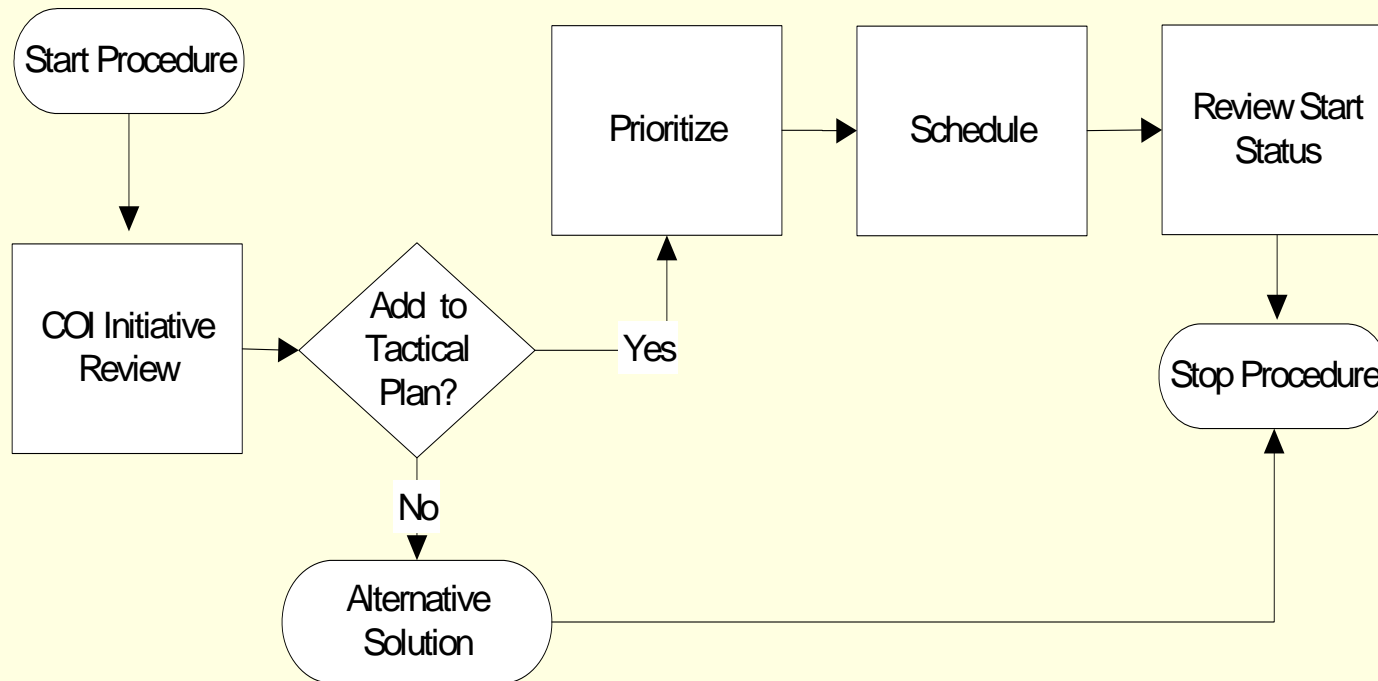 Start Procedure
COI Initiative
Review
Add to
Tactical
Plan?
Yes
No
Prioritize
Schedule
Review Start
Status
Alternative
Solution
Stop Procedure